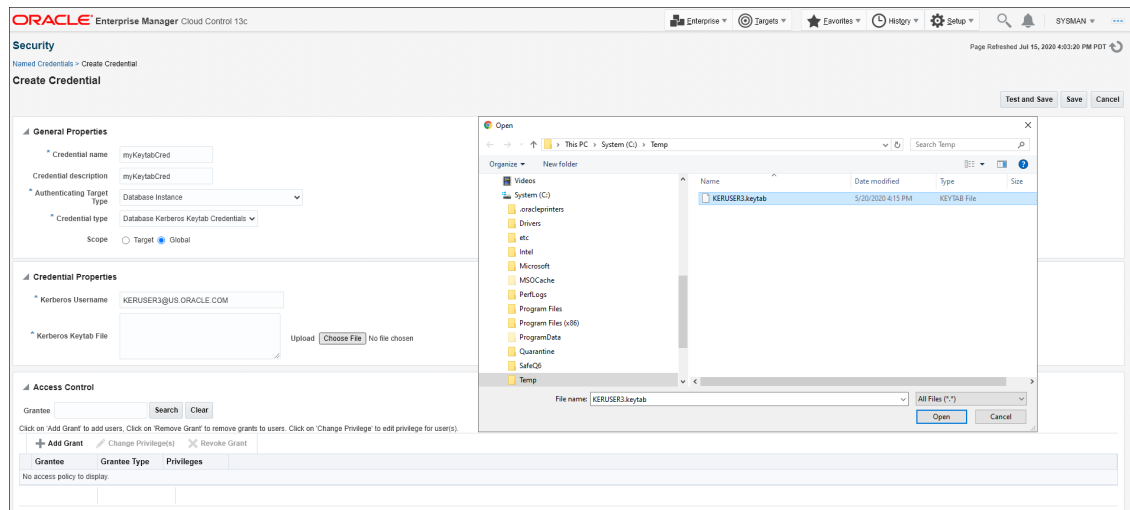 ORACLE Enterprise Manager Cloud Control 13c
Enterprise Targets Favorites History Setup SYSMAN
Security
Page Refreshed Jul 15, 2020 4:03:20 PM PDT
Named Credentials > Create Credential
Create Credential
Test and Save Save Cancel
General Properties
* Credential name myKeytabCred
Credential description myKeytabCred
* Authenticating Target Type Database Instance
* Credential type Database Kerberos Keytab Credentials
Scope Target Global
Credential Properties
* Kerberos Username KERUSER3@US.ORACLE.COM
* Kerberos Keytab File Upload Choose File No file chosen
Access Control
Grantee Search Clear
Click on 'Add Grant' to add users, Click on 'Remove Grant' to remove grants to users. Click on 'Change Privilege' to edit privilege for user(s).
Add Grant Change Privilege(s) Revoke Grant
Grantee Grantee Type Privileges
No access policy to display.
Open
This PC > System (C:) > Temp Search Temp
Organize New folder
Videos
System (C:)
.oracleprinters
Drivers
etc
Intel
Microsoft
MSOCache
PerfLogs
Program Files
Program Files (x86)
ProgramData
Quarantine
SafeQ6
Temp
Name Date modified Type Size
KERUSER3.keytab 5/20/2020 4:15 PM KEYTAB File
File name: KERUSER3.keytab All Files (*.*)
Open Cancel